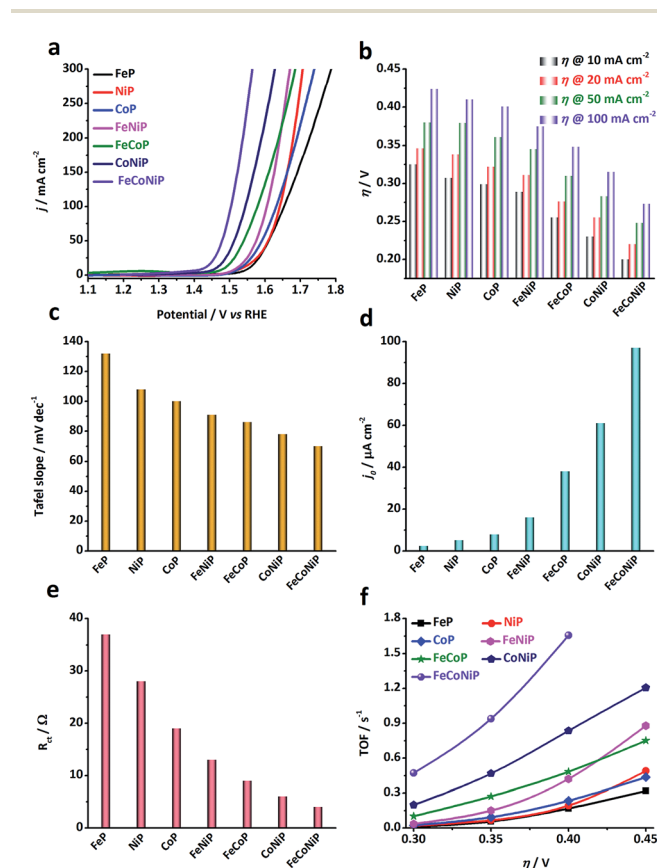 a
300
250
200
150
100
50
0
j / mA cm⁻²
FeP
NiP
CoP
FeNiP
FeCoP
CoNiP
FeCoNiP
1.1 1.2 1.3 1.4 1.5 1.6 1.7 1.8
Potential / V vs RHE
b
η @ 10 mA cm⁻²
η @ 20 mA cm⁻²
η @ 50 mA cm⁻²
η @ 100 mA cm⁻²
0.45
0.40
0.35
0.30
0.25
0.20
η / V
FeP NiP CoP FeNiP FeCoP CoNiP FeCoNiP
c
140
120
100
80
60
40
20
0
Tafel slope / mV dec⁻¹
FeP NiP CoP FeNiP FeCoP CoNiP FeCoNiP
d
100
80
60
40
20
0
j₀ / μA cm⁻²
FeP NiP CoP FeNiP FeCoP CoNiP FeCoNiP
e
40
30
20
10
0
R_ct / Ω
FeP NiP CoP FeNiP FeCoP CoNiP FeCoNiP
f
1.8
1.5
1.2
0.9
0.6
0.3
0.0
TOF / s⁻¹
FeP NiP
CoP FeNiP
FeCoP CoNiP
FeCoNiP
0.30 0.35 0.40 0.45
η / V